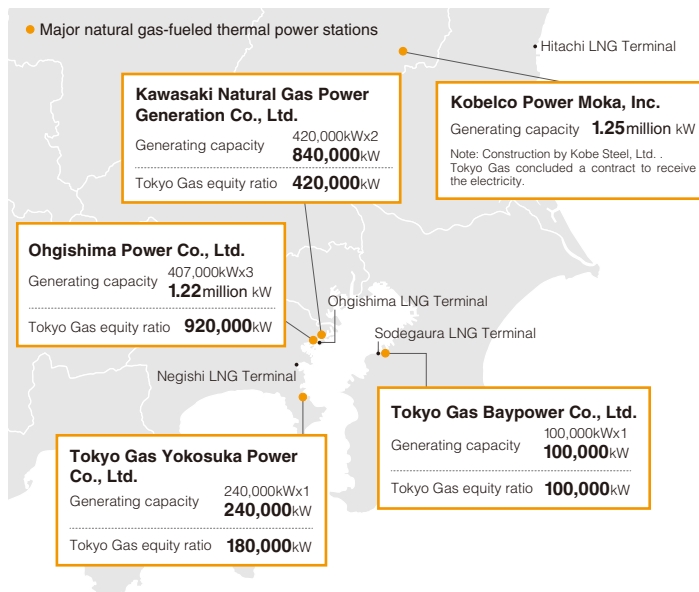 Major natural gas-fueled thermal power stations
Hitachi LNG Terminal
Kawasaki Natural Gas Power
Generation Co., Ltd.
Generating capacity 420,000kWx2
840,000kW
Tokyo Gas equity ratio 420,000kW
Kobelco Power Moka, Inc.
Generating capacity 1.25million kW
Note: Construction by Kobe Steel, Ltd. .
Tokyo Gas concluded a contract to receive
the electricity.
Ohgishima Power Co., Ltd.
Generating capacity 407,000kWx3
1.22million kW
Tokyo Gas equity ratio 920,000kW
Ohgishima LNG Terminal
Sodegaura LNG Terminal
Negishi LNG Terminal
Tokyo Gas Baypower Co., Ltd.
Generating capacity 100,000kWx1
100,000kW
Tokyo Gas equity ratio 100,000kW
Tokyo Gas Yokosuka Power
Co., Ltd.
Generating capacity 240,000kWx1
240,000kW
Tokyo Gas equity ratio 180,000kW